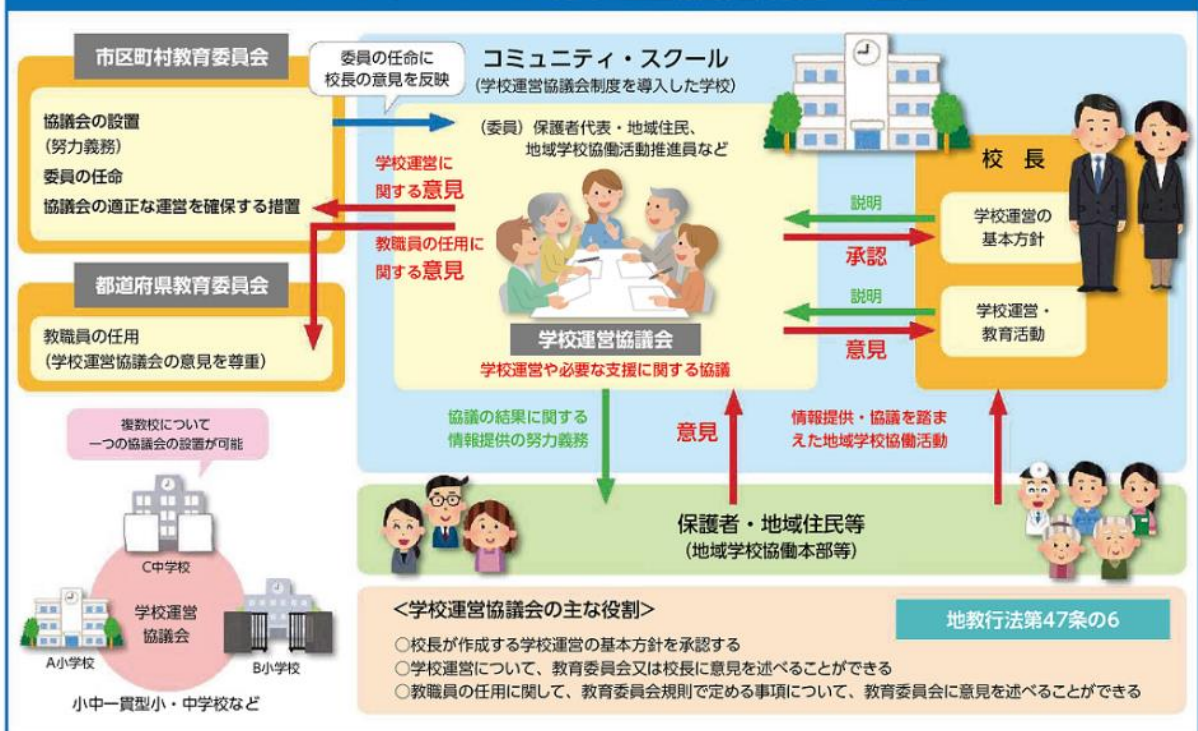 市区町村教育委員会
協議会の設置
(努力義務)
委員の任命
協議会の適正な運営を確保する措置
委員の任命に
校長の意見を反映
コミュニティ・スクール
(学校運営協議会制度を導入した学校)
(委員) 保護者代表・地域住民、
地域学校協働活動推進員など
学校運営に
関する意見
教職員の任用に
関する意見
都道府県教育委員会
教職員の任用
(学校運営協議会の意見を尊重)
学校運営協議会
学校運営や必要な支援に関する協議
校 長
説明
承認
学校運営の
基本方針
説明
意見
学校運営・
教育活動
協議の結果に関する
情報提供の努力義務
意見
情報提供・協議を踏ま
えた地域学校協働活動
保護者・地域住民等
(地域学校協働本部等)
複数校について
一つの協議会の設置が可能
C中学校
学校運営
協議会
A小学校
B小学校
小中一貫型小・中学校など
<学校運営協議会の主な役割>
地教行法第47条の6
○校長が作成する学校運営の基本方針を承認する
○学校運営について、教育委員会又は校長に意見を述べることができる
○教職員の任用に関して、教育委員会規則で定める事項について、教育委員会に意見を述べることができる